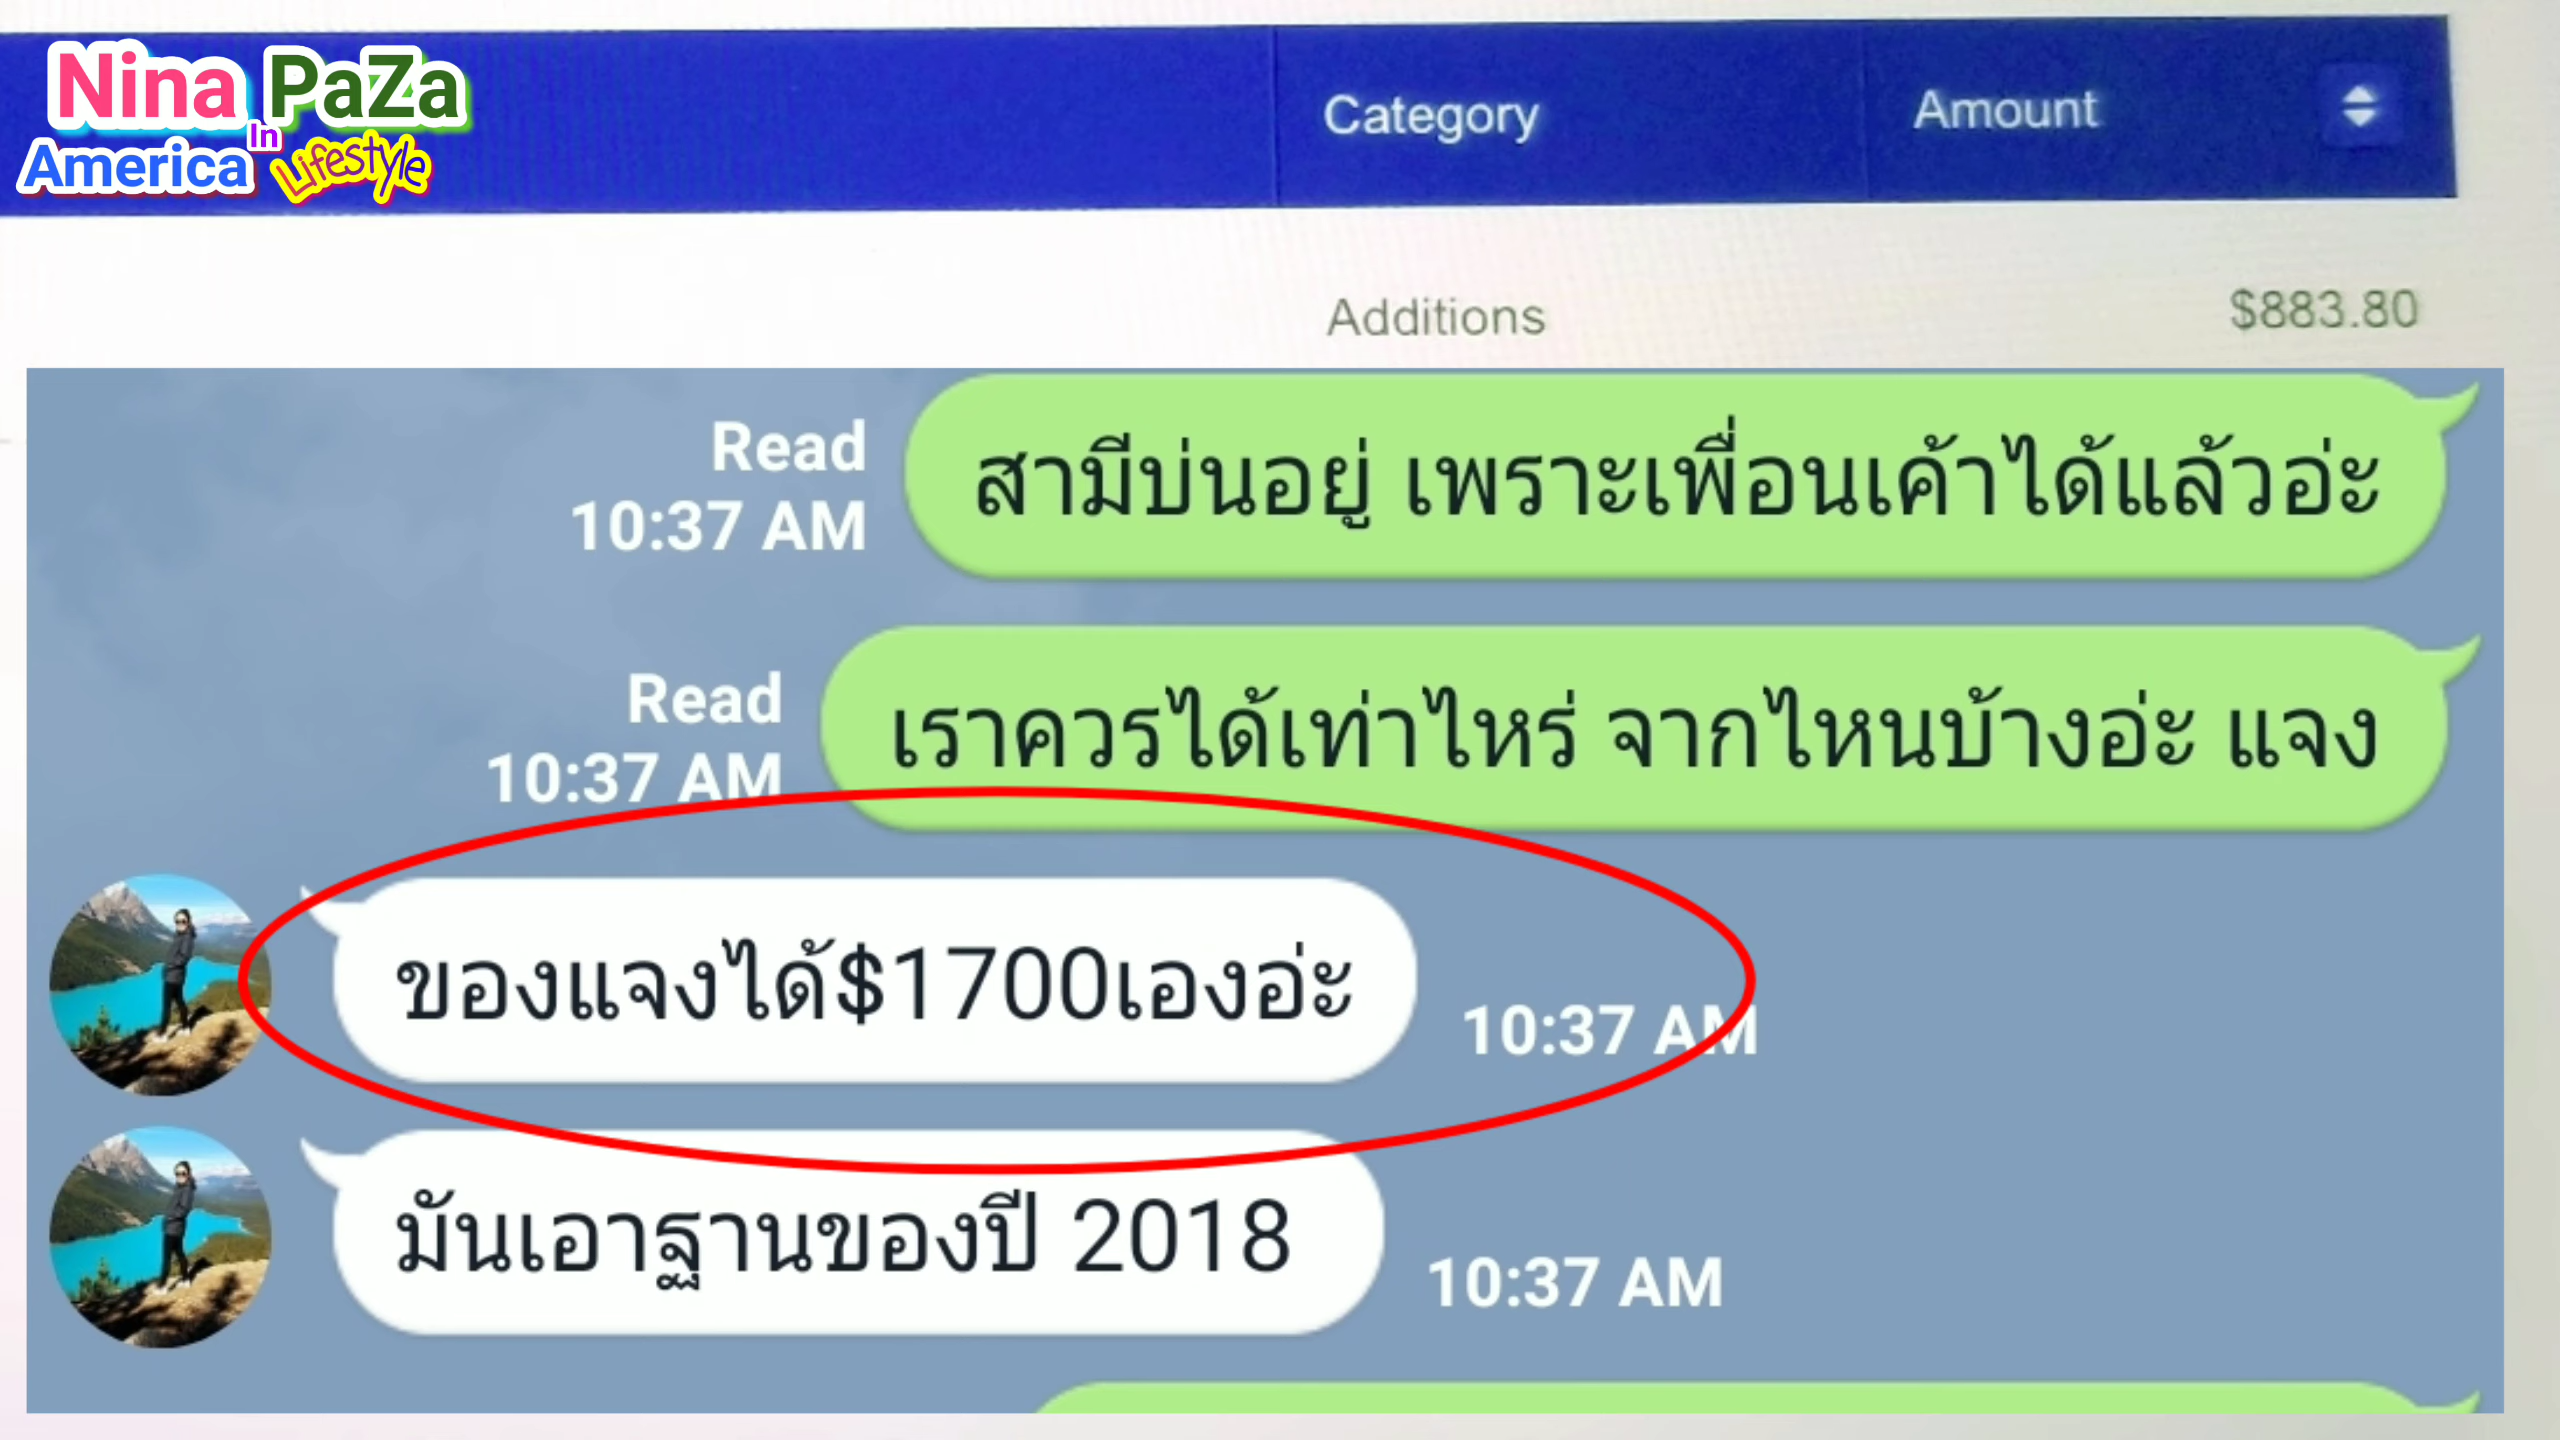 Nina PaZa
In
America Lifestyle
Category Amount
Additions $883.80
Read
10:37 AM
สามีบ่นอยู่ เพราะเพื่อนเค้าได้แล้วอ่ะ
Read
10:37 AM
เราควรได้เท่าไหร่ จากไหนบ้างอ่ะ แจง
ของแจงได้$1700เองอ่ะ
10:37 AM
มันเอาฐานของปี 2018
10:37 AM